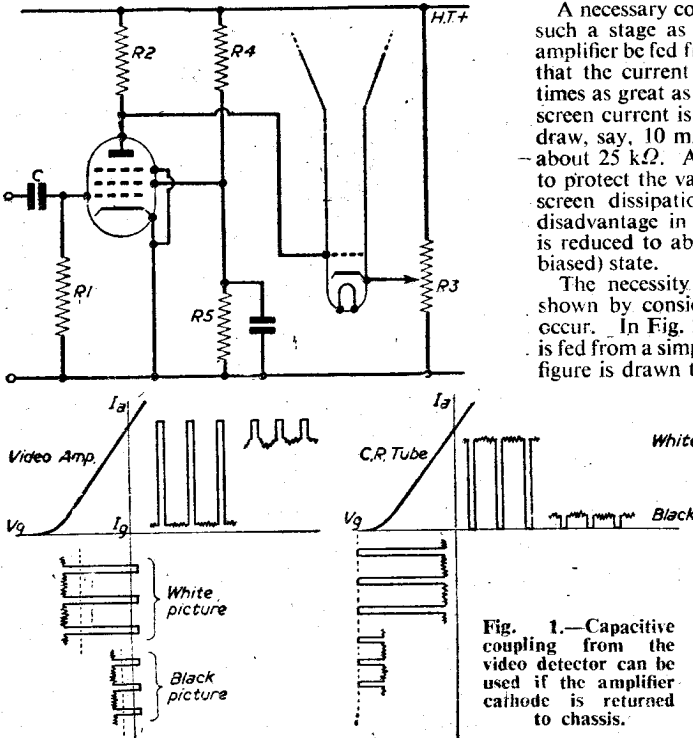 H.T.+
R2
R4
C
R1
R5
R3
A necessary co
such a stage as
amplifier be fed f
that the current
times as great as
screen current is
draw, say, 10 m
about 25 kΩ. A
to protect the va
screen dissipatio
disadvantage in
is reduced to ab
biased) state.
The necessity
shown by consid
occur. In Fig.
is fed from a simp
figure is drawn t
Ia
Video Amp.
Vg
Ig
White
picture
Black
picture
Ia
C.R. Tube
Vg
White
Black
Fig. 1.—Capacitive
coupling from the
video detector can be
used if the amplifier
cathode is returned
to chassis.